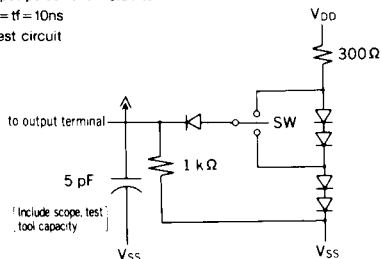 = tf = 10ns
est circuit
VDD
300Ω
to output terminal
SW
5 pF
1 kΩ
[Include scope, test
tool capacity]
VSS
VSS